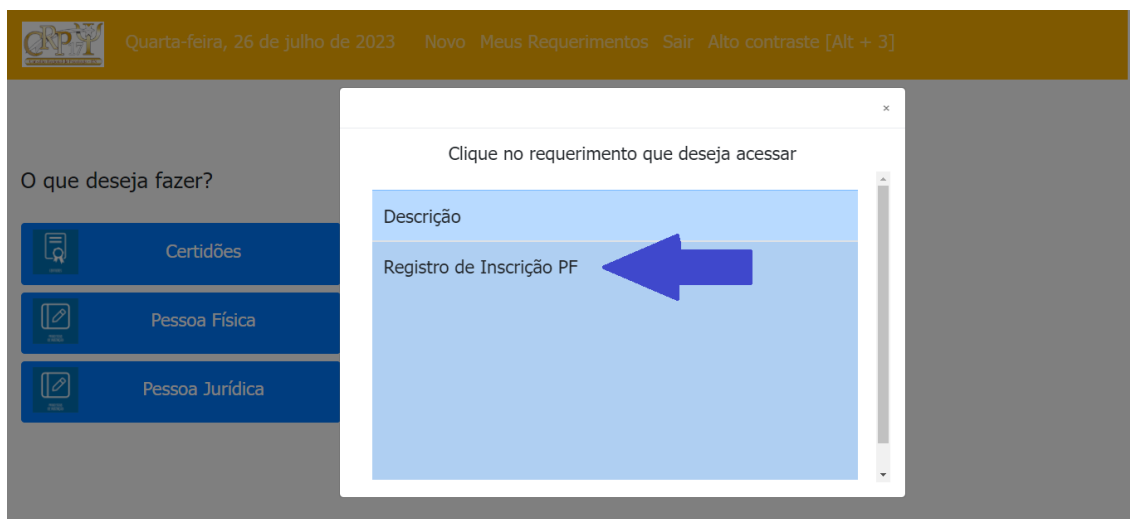 CRP
Quarta-feira, 26 de julho de 2023 Novo Meus Requerimentos Sair Alto contraste [Alt + 3]
×
Clique no requerimento que deseja acessar
O que deseja fazer?
Descrição
Registro de Inscrição PF
Certidões
Pessoa Física
Pessoa Jurídica